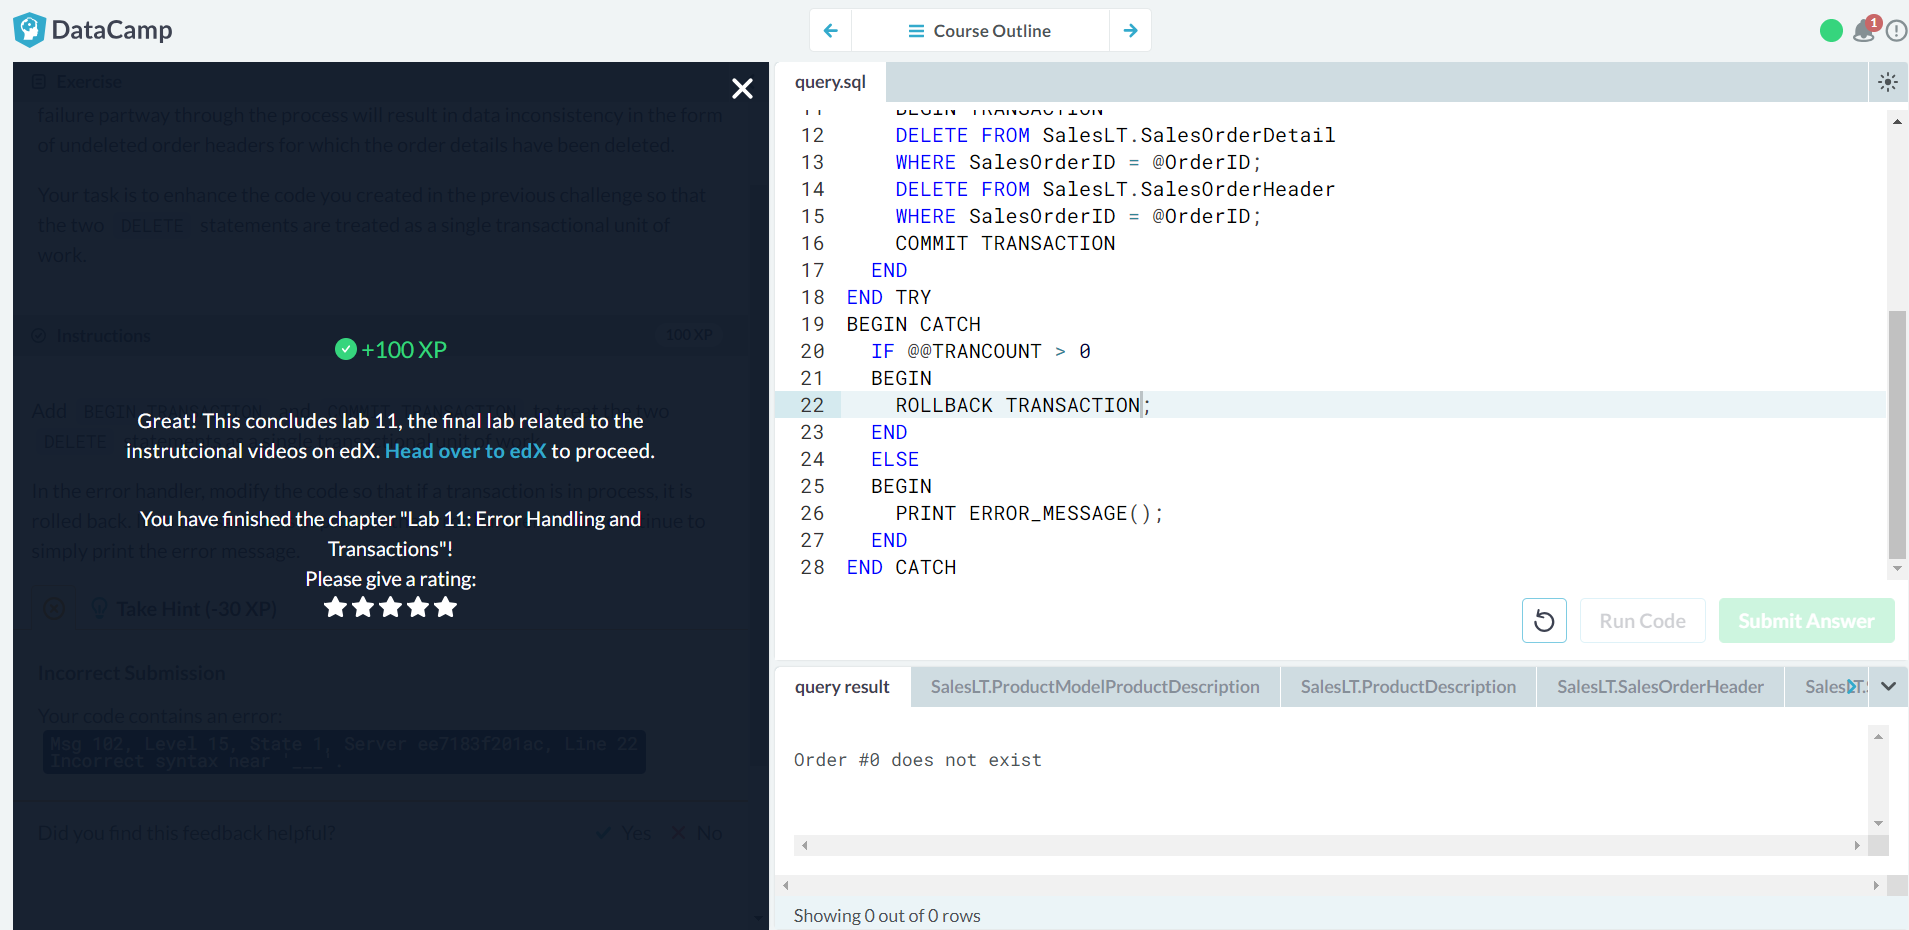 DataCamp
Course Outline
1
Exercise
failure partway through the process will result in data inconsistency in the form
of undeleted order headers for which the order details have been deleted.
Your task is to enhance the code you created in the previous challenge so that
the two DELETE statements are treated as a single transactional unit of
work.
Instructions
100 XP
+100 XP
Add BEGIN TRANSACTION and COMMIT TRANSACTION to treat the two
DELETE statements as a single transactional unit of work.
Great! This concludes lab 11, the final lab related to the
instrutcional videos on edX. Head over to edX to proceed.
In the error handler, modify the code so that if a transaction is in process, it is
rolled back.
simply print the error message.
You have finished the chapter "Lab 11: Error Handling and
Transactions"!
Please give a rating:
Take Hint (-30 XP)
Incorrect Submission
Your code contains an error:
Msg 102, Level 15, State 1, Server ee7183f201ac, Line 22
Incorrect syntax near '___'.
Did you find this feedback helpful?
Yes No
query.sql
11 BEGIN TRANSACTION
12 DELETE FROM SalesLT.SalesOrderDetail
13 WHERE SalesOrderID = @OrderID;
14 DELETE FROM SalesLT.SalesOrderHeader
15 WHERE SalesOrderID = @OrderID;
16 COMMIT TRANSACTION
17 END
18 END TRY
19 BEGIN CATCH
20 IF @@TRANCOUNT > 0
21 BEGIN
22 ROLLBACK TRANSACTION;
23 END
24 ELSE
25 BEGIN
26 PRINT ERROR_MESSAGE();
27 END
28 END CATCH
Run Code
Submit Answer
query result
SalesLT.ProductModelProductDescription
SalesLT.ProductDescription
SalesLT.SalesOrderHeader
SalesLT.
Order #0 does not exist
Showing 0 out of 0 rows